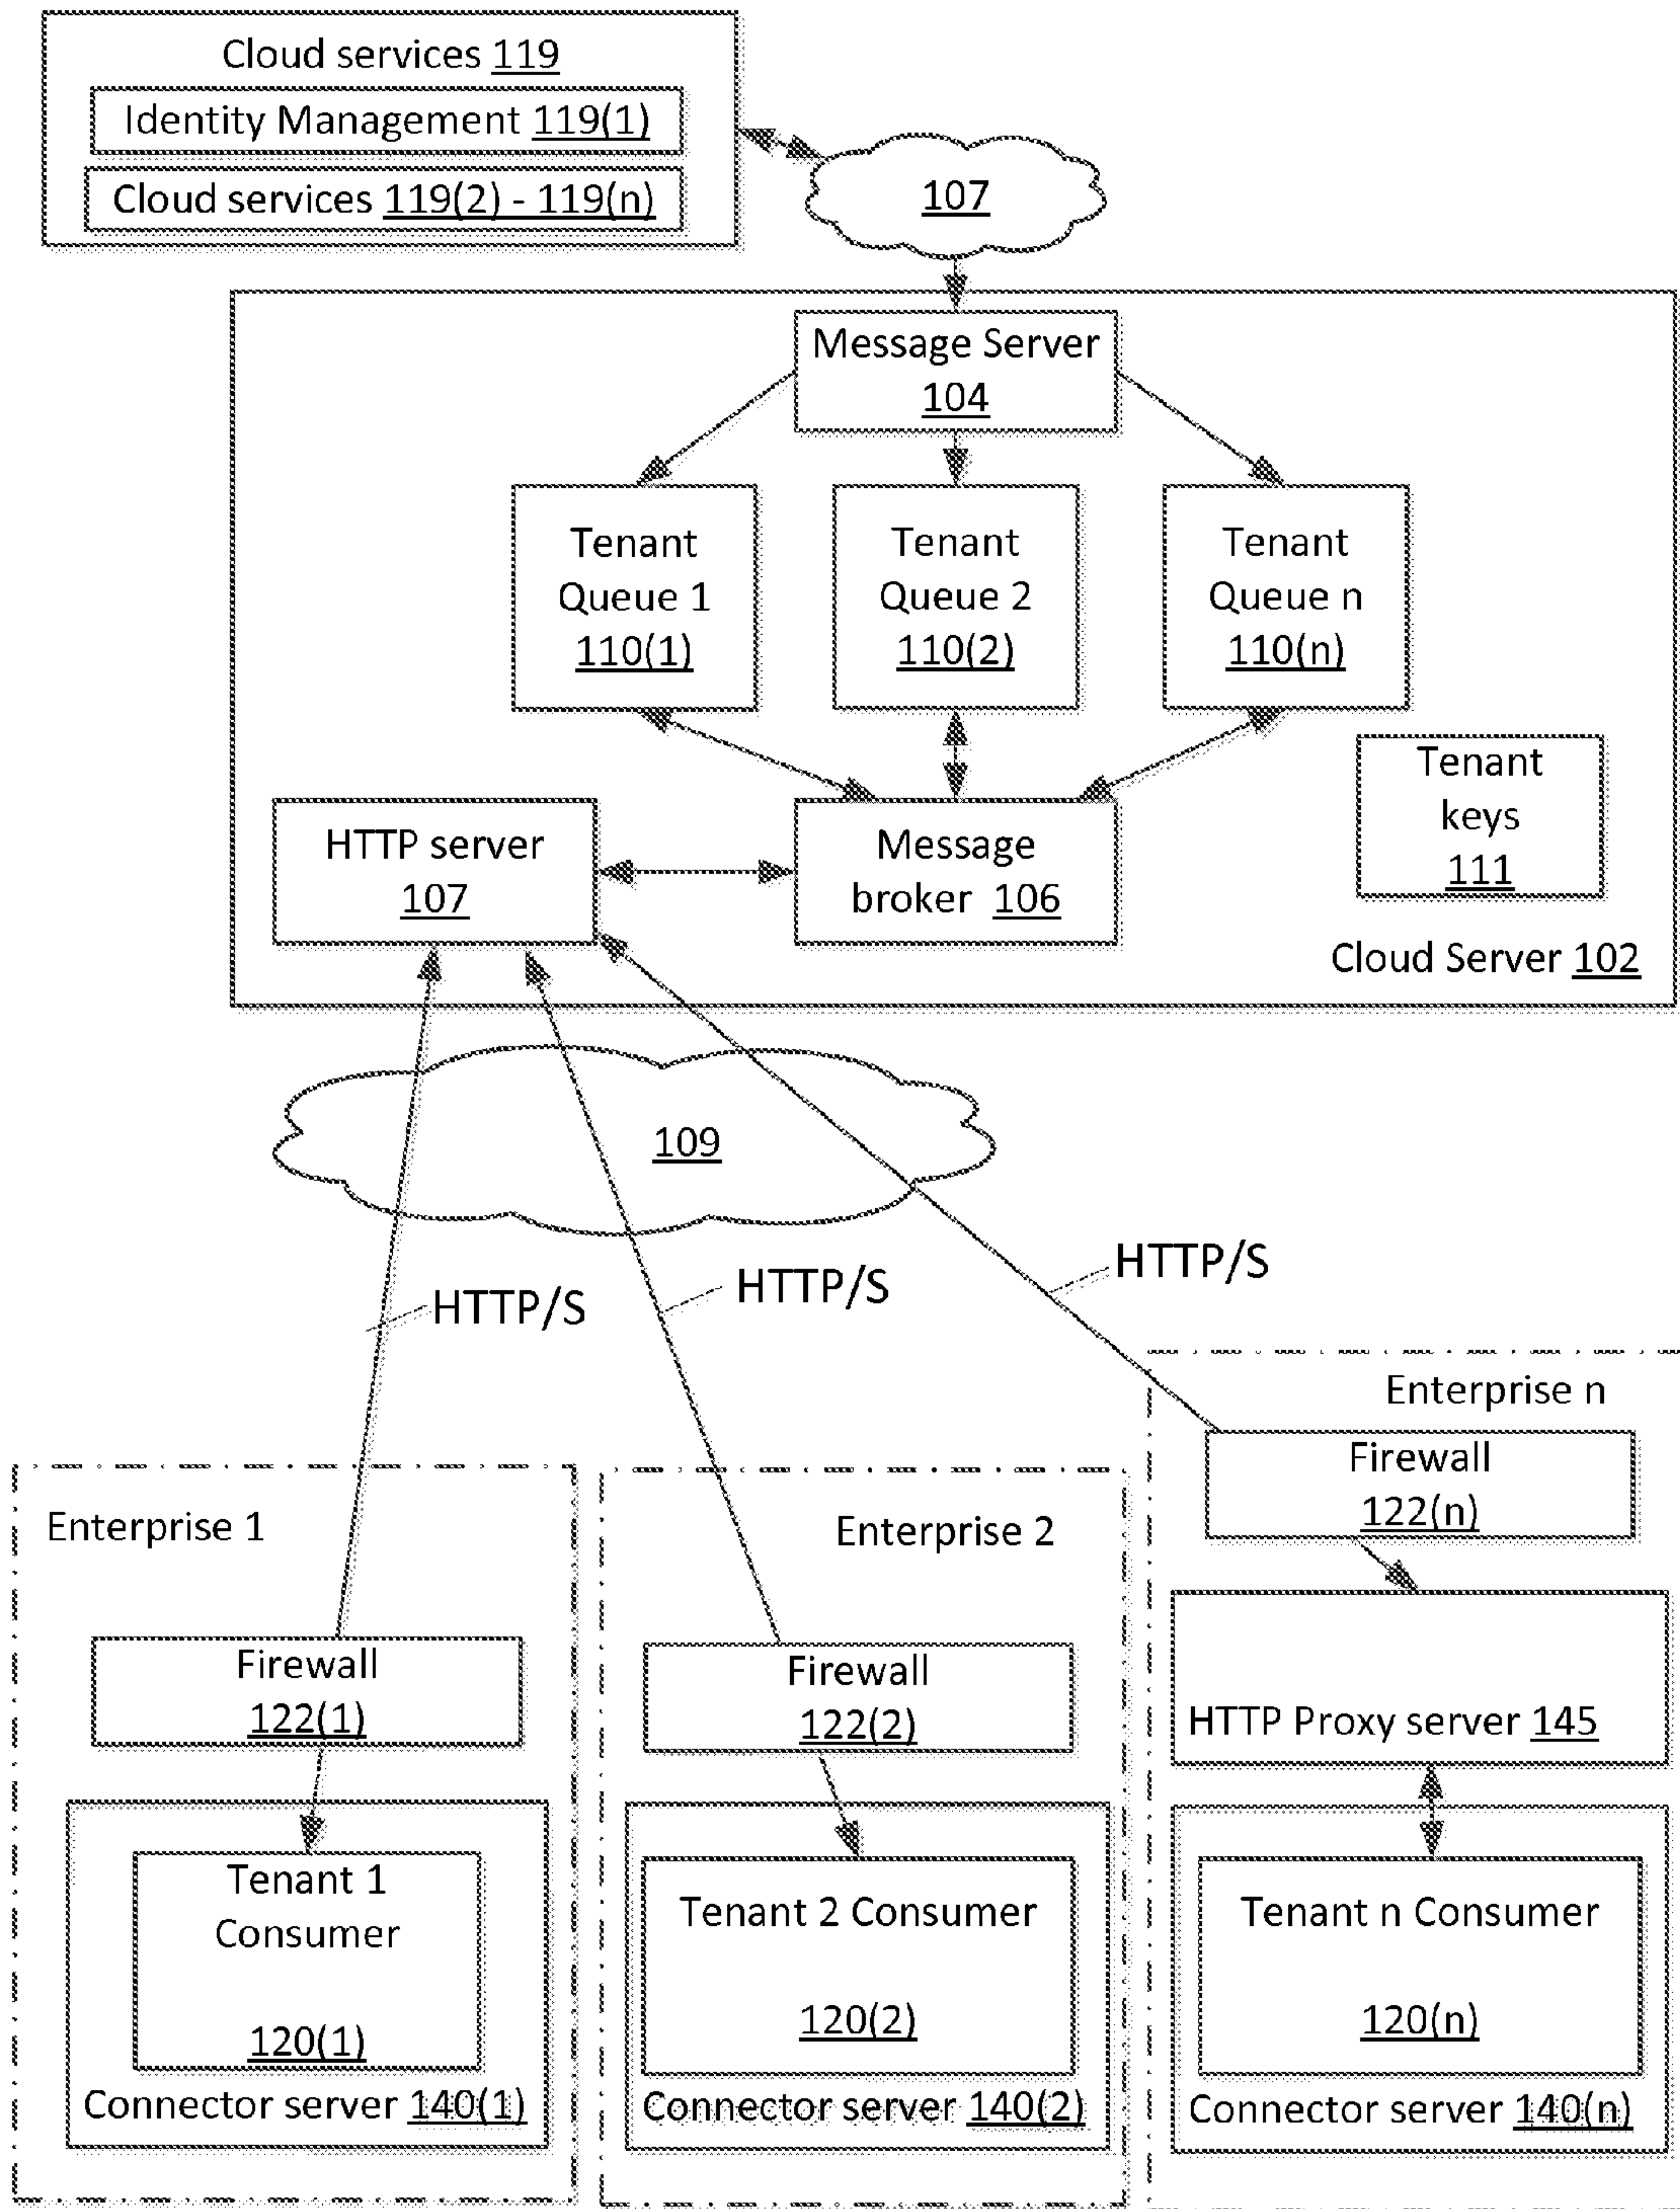 Cloud services 119
Identity Management 119(1)
Cloud services 119(2) - 119(n)
107
Message Server
104
Tenant
Queue 1
110(1)
Tenant
Queue 2
110(2)
Tenant
Queue n
110(n)
Tenant
keys
111
HTTP server
107
Message
broker 106
Cloud Server 102
109
HTTP/S
HTTP/S
HTTP/S
Enterprise 1
Firewall
122(1)
Tenant 1
Consumer
120(1)
Connector server 140(1)
Enterprise 2
Firewall
122(2)
Tenant 2 Consumer
120(2)
Connector server 140(2)
Enterprise n
Firewall
122(n)
HTTP Proxy server 145
Tenant n Consumer
120(n)
Connector server 140(n)